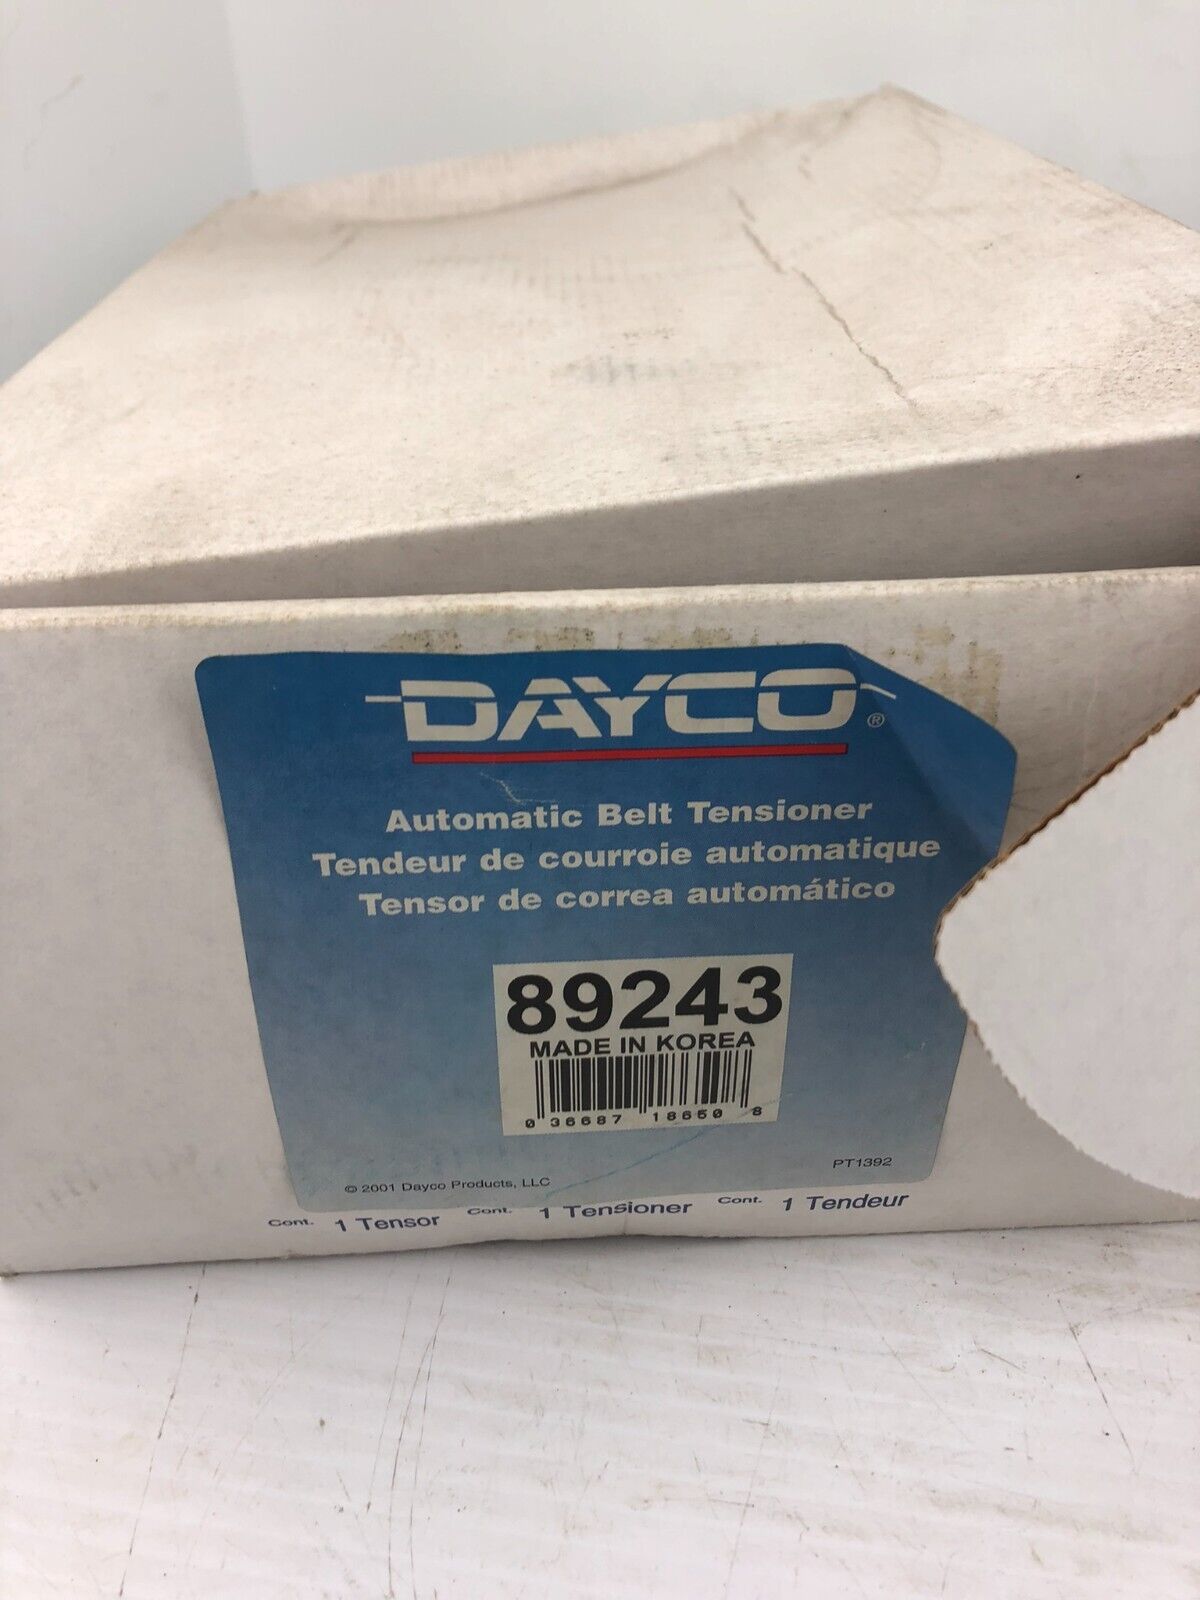 DAYCO®
Automatic Belt Tensioner
Tendeur de courroie automatique
Tensor de correa automático
89243
MADE IN KOREA
0 36687 18650 8
PT1392
© 2001 Dayco Products, LLC
Cont. 1 Tensor Cont. 1 Tensioner Cont. 1 Tendeur